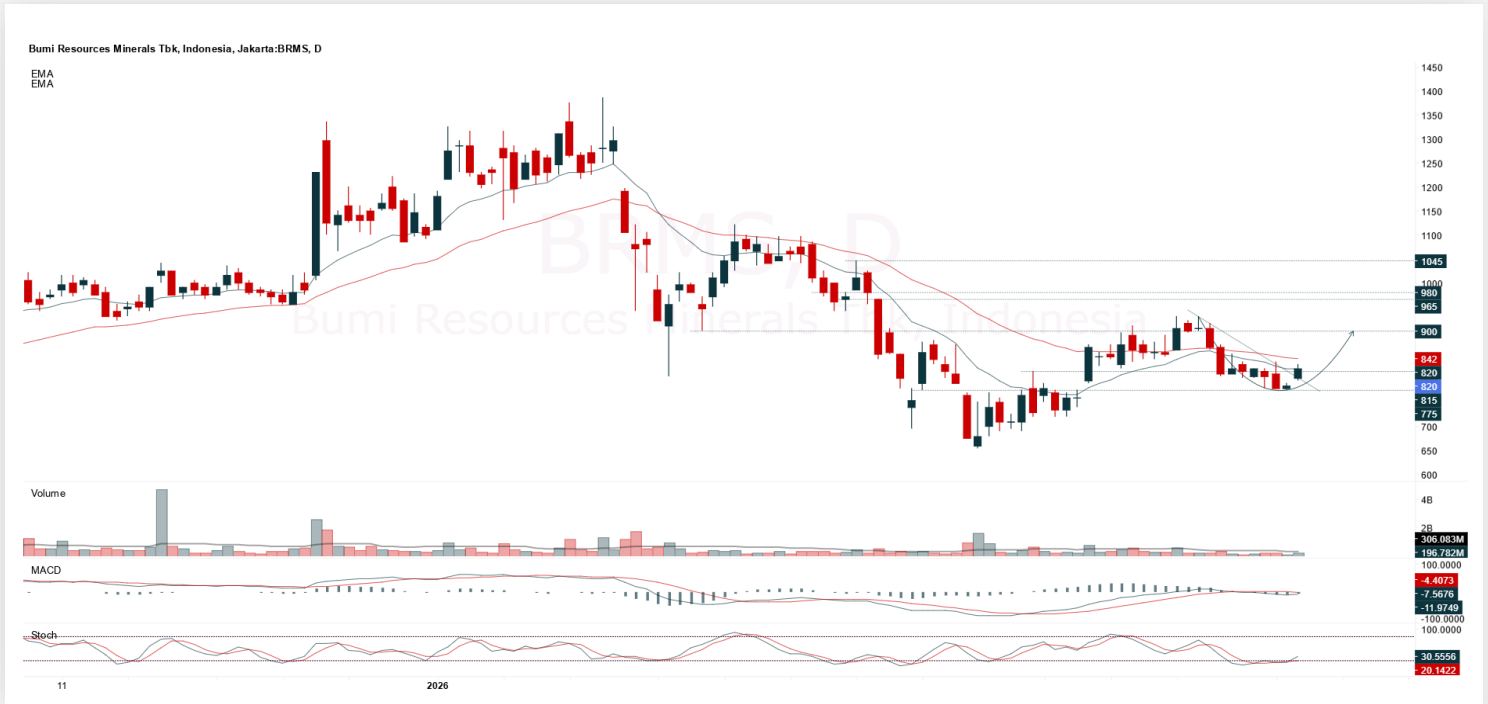 Bumi Resources Minerals Tbk, Indonesia, Jakarta:BRMS, D
EMA
EMA
BRMS, D
Bumi Resources Minerals Tbk, Indonesia
1450
1400
1350
1300
1250
1200
1150
1100
1045
1000
980
965
900
842
820
820
815
775
700
650
600
Volume
4B
2B
306.083M
196.782M
MACD
100.0000
-4.4073
-7.5676
-11.9749
-100.0000
Stoch
100.0000
30.5556
20.1422
11
2026